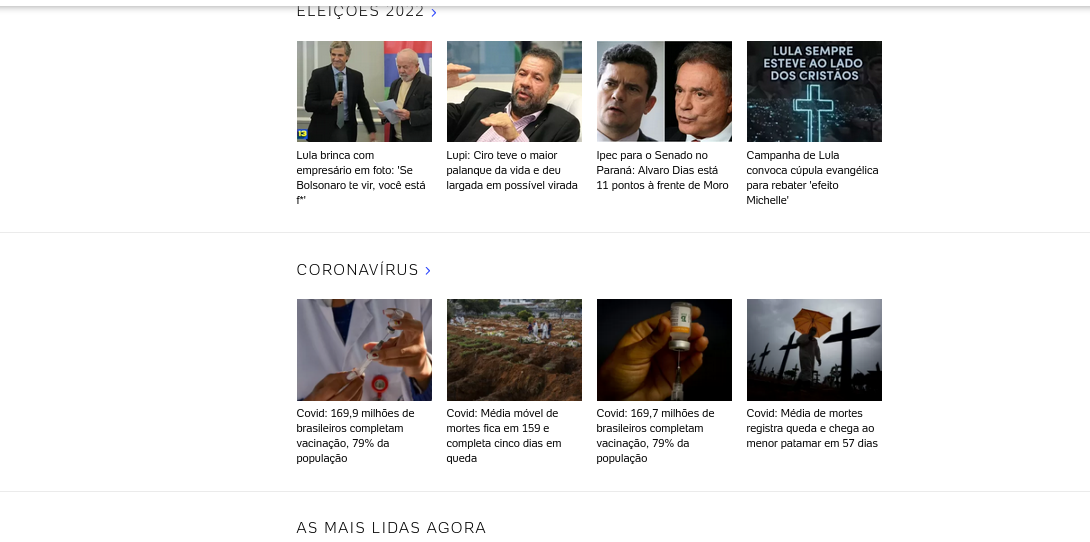 ELEIÇÕES 2022 >
13
LULA SEMPRE
ESTEVE AO LADO
DOS CRISTÃOS
Lula brinca com
empresário em foto: 'Se
Bolsonaro te vir, você está
f*'
Lupi: Ciro teve o maior
palanque da vida e deu
largada em possível virada
Ipec para o Senado no
Paraná: Alvaro Dias está
11 pontos à frente de Moro
Campanha de Lula
convoca cúpula evangélica
para rebater 'efeito
Michelle'
CORONAVÍRUS >
Covid: 169,9 milhões de
brasileiros completam
vacinação, 79% da
população
Covid: Média móvel de
mortes fica em 159 e
completa cinco dias em
queda
Covid: 169,7 milhões de
brasileiros completam
vacinação, 79% da
população
Covid: Média de mortes
registra queda e chega ao
menor patamar em 57 dias
AS MAIS LIDAS AGORA